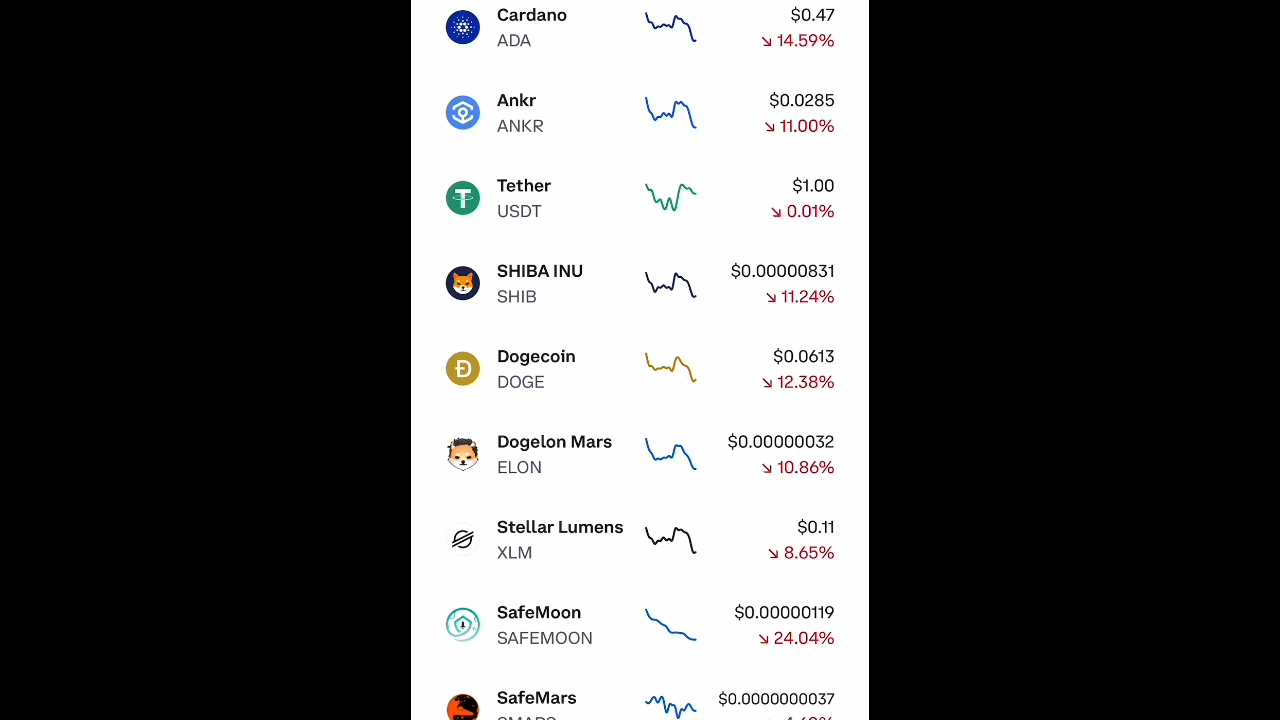 Cardano $0.47
ADA ↘ 14.59%
Ankr $0.0285
ANKR ↘ 11.00%
Tether $1.00
USDT ↘ 0.01%
SHIBA INU $0.00000831
SHIB ↘ 11.24%
Dogecoin $0.0613
DOGE ↘ 12.38%
Dogelon Mars $0.00000032
ELON ↘ 10.86%
Stellar Lumens $0.11
XLM ↘ 8.65%
SafeMoon $0.00000119
SAFEMOON ↘ 24.04%
SafeMars $0.0000000037